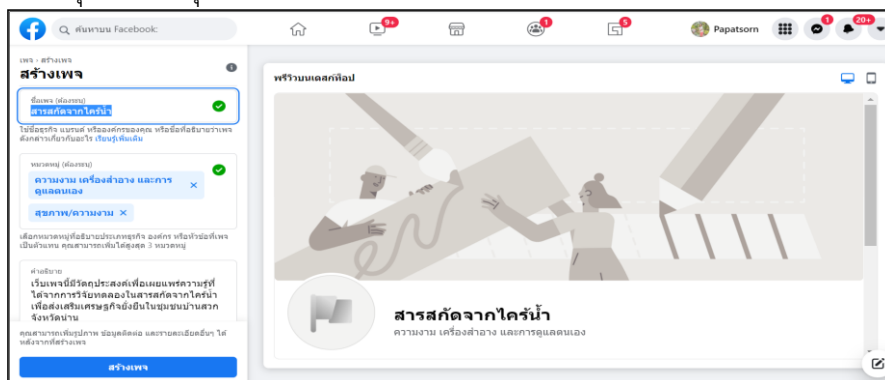 ค้นหาบน Facebook
9+
1
5
Papatsorn
1
20+
เพจ › สร้างเพจ
สร้างเพจ
ชื่อเพจ (ต้องระบุ)
สารสกัดจากไคร้น้ำ
ใช้ชื่อธุรกิจ แบรนด์ หรือองค์กรของคุณ หรือชื่อที่อธิบายว่าเพจ
ดังกล่าวเกี่ยวกับอะไร เรียนรู้เพิ่มเติม
หมวดหมู่ (ต้องระบุ)
ความงาม เครื่องสำอาง และการ
ดูแลตนเอง
สุขภาพ/ความงาม
เลือกหมวดหมู่ที่อธิบายประเภทธุรกิจ องค์กร หรือหัวข้อที่เพจ
เป็นตัวแทน คุณสามารถเพิ่มได้สูงสุด 3 หมวดหมู่
คำอธิบาย
เว็บเพจนี้มีวัตถุประสงค์เพื่อเผยแพร่ความรู้ที่
ได้จากการวิจัยทดลองในสารสกัดจากไคร้น้ำ
เพื่อส่งเสริมเศรษฐกิจยั่งยืนในชุมชนบ้านสวก
จังหวัดน่าน
คุณสามารถเพิ่มรูปภาพ ข้อมูลติดต่อ และรายละเอียดอื่นๆ ได้
หลังจากที่สร้างเพจ
สร้างเพจ
พรีวิวบนเดสก์ท็อป
สารสกัดจากไคร้น้ำ
ความงาม เครื่องสำอาง และการดูแลตนเอง